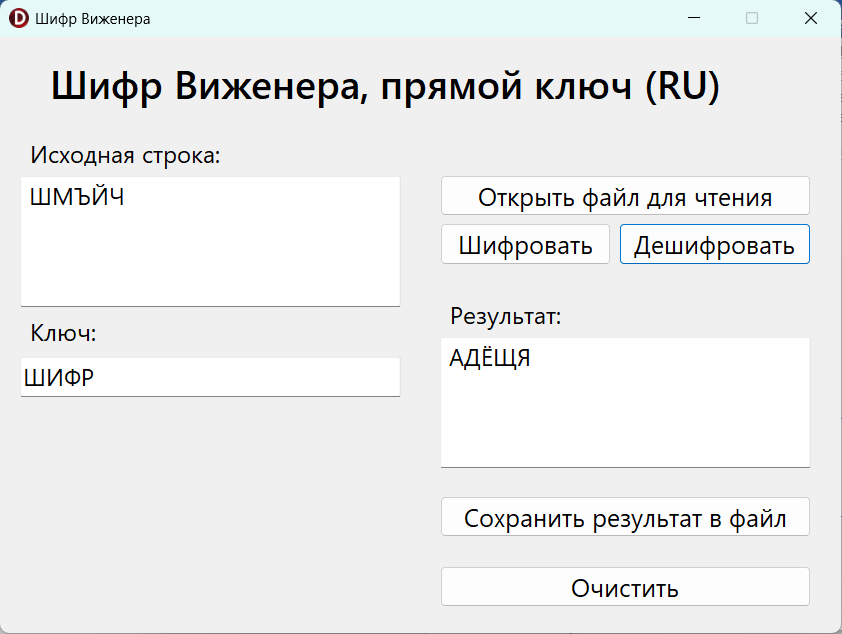 Шифр Виженера
Шифр Виженера, прямой ключ (RU)
Исходная строка:
ШМЪЙЧ
Ключ:
ШИФР
Открыть файл для чтения
Шифровать
Дешифровать
Результат:
АДЁЩЯ
Сохранить результат в файл
Очистить